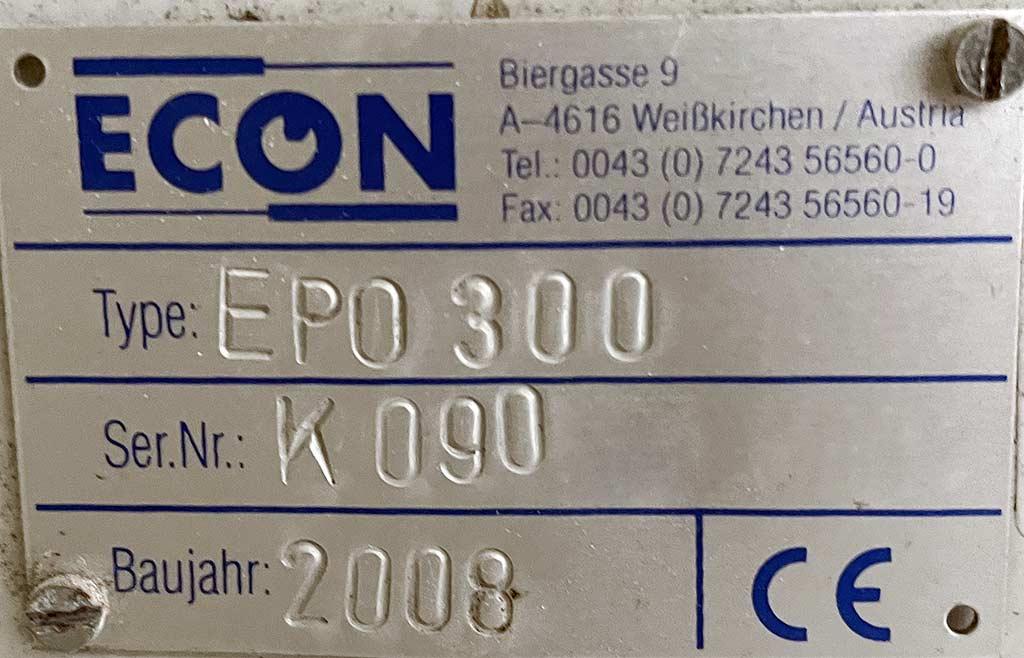 ECON
Biergasse 9
A-4616 Weißkirchen / Austria
Tel.: 0043 (0) 7243 56560-0
Fax: 0043 (0) 7243 56560-19
Type: EPO 300
Ser.Nr.: K 090
Baujahr: 2008
CE